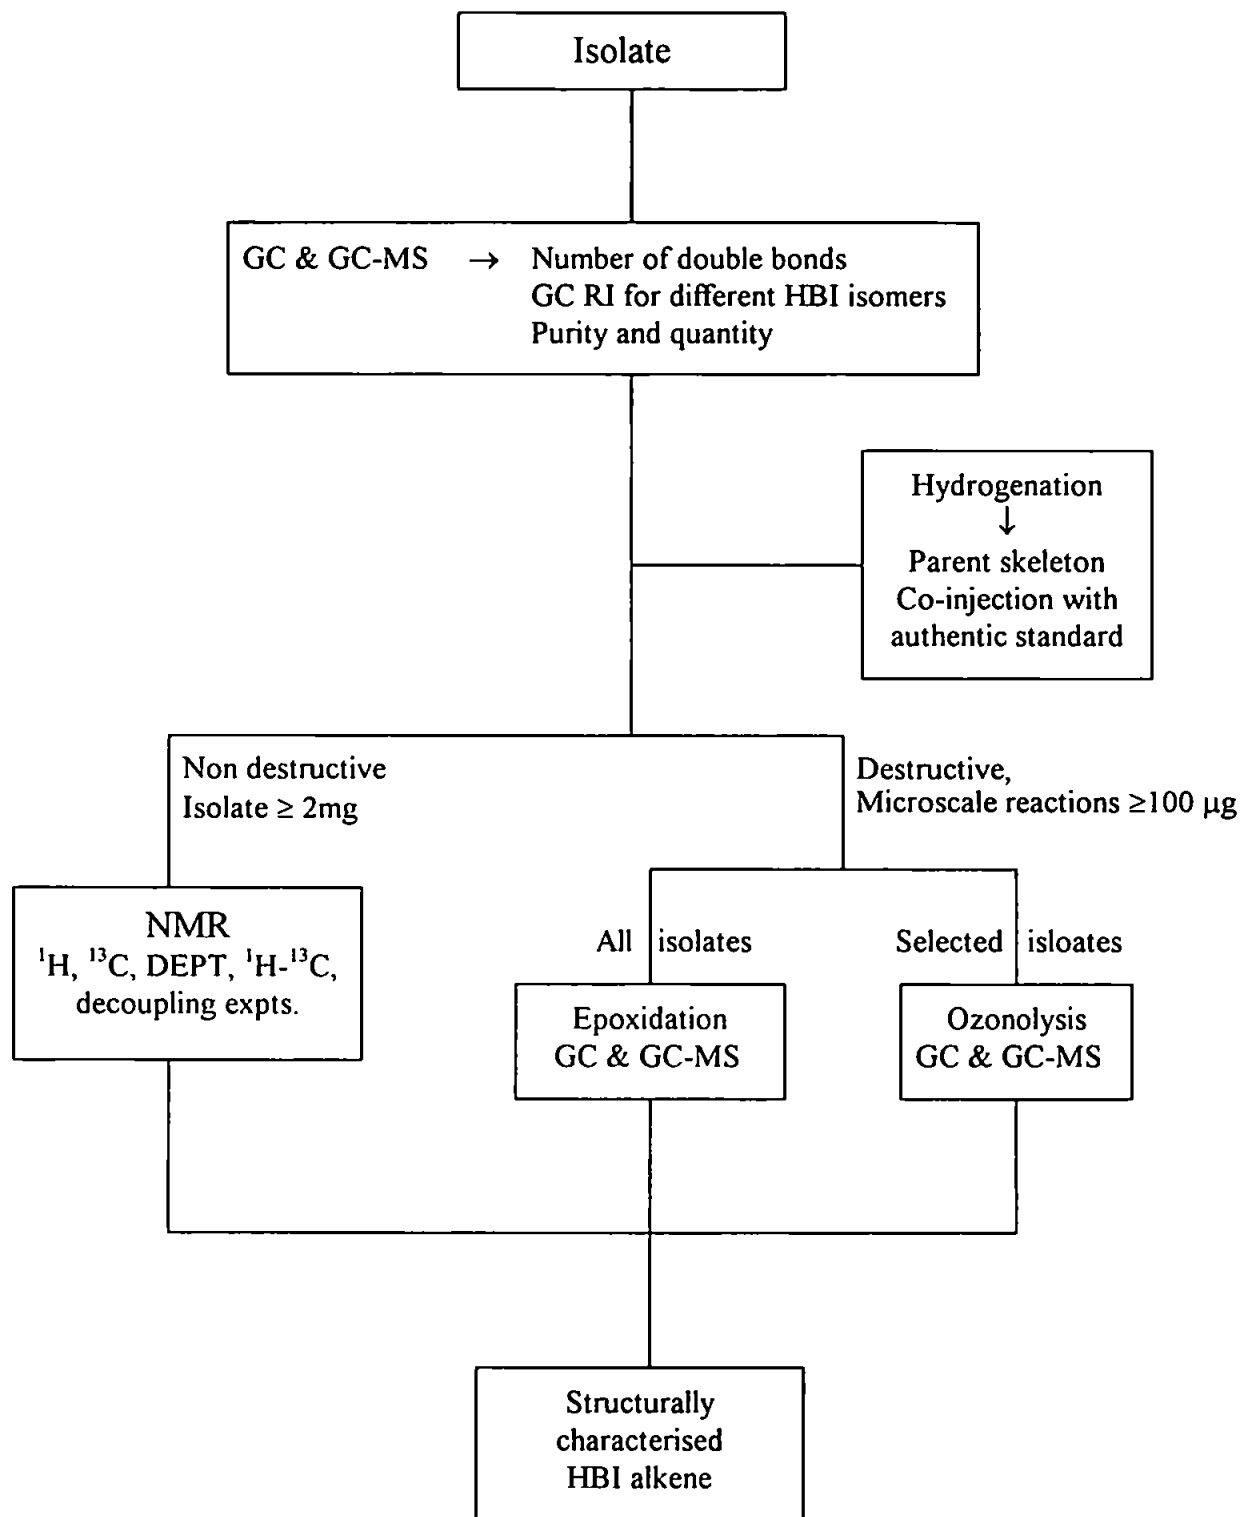 Isolate
GC & GC-MS → Number of double bonds
GC RI for different HBI isomers
Purity and quantity
Hydrogenation
↓
Parent skeleton
Co-injection with
authentic standard
Non destructive
Isolate ≥ 2mg
Destructive,
Microscale reactions ≥100 µg
NMR
¹H, ¹³C, DEPT, ¹H-¹³C,
decoupling expts.
All isolates
Selected isloates
Epoxidation
GC & GC-MS
Ozonolysis
GC & GC-MS
Structurally
characterised
HBI alkene